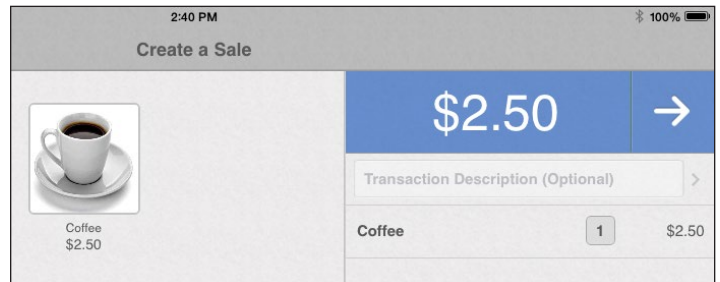 2:40 PM
100%
Create a Sale
$2.50
Transaction Description (Optional)
Coffee
$2.50
Coffee 1 $2.50